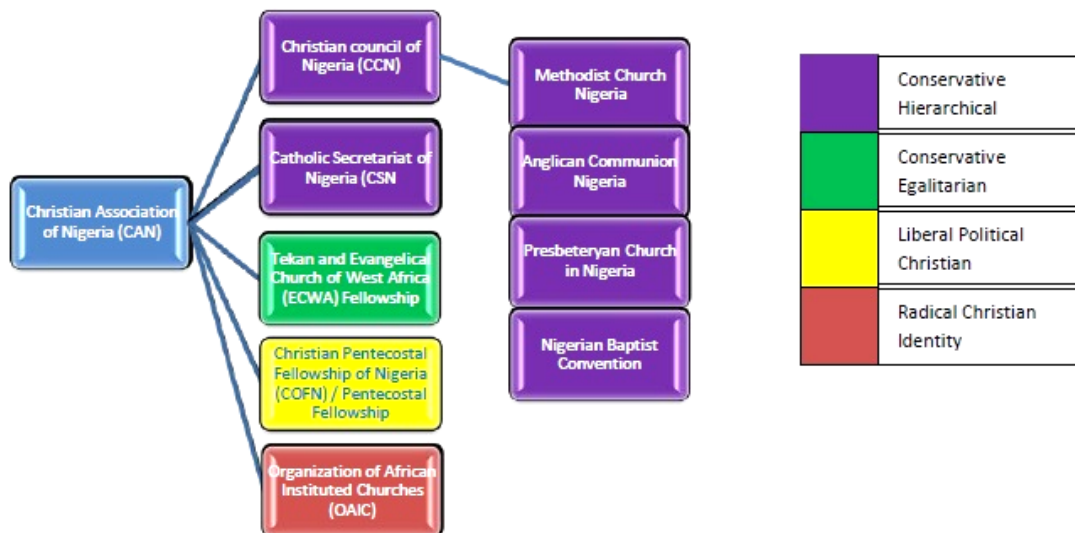 Christian Association
of Nigeria (CAN)
Christian council of
Nigeria (CCN)
Catholic Secretariat of
Nigeria (CSN
Tekan and Evangelical
Church of West Africa
(ECWA) Fellowship
Christian Pentecostal
Fellowship of Nigeria
(COFN) / Pentecostal
Fellowship
Organization of African
Instituted Churches
(OAIC)
Methodist Church
Nigeria
Anglican Communion
Nigeria
Presbeteryan Church
in Nigeria
Nigerian Baptist
Convention
Conservative
Hierarchical
Conservative
Egalitarian
Liberal Political
Christian
Radical Christian
Identity